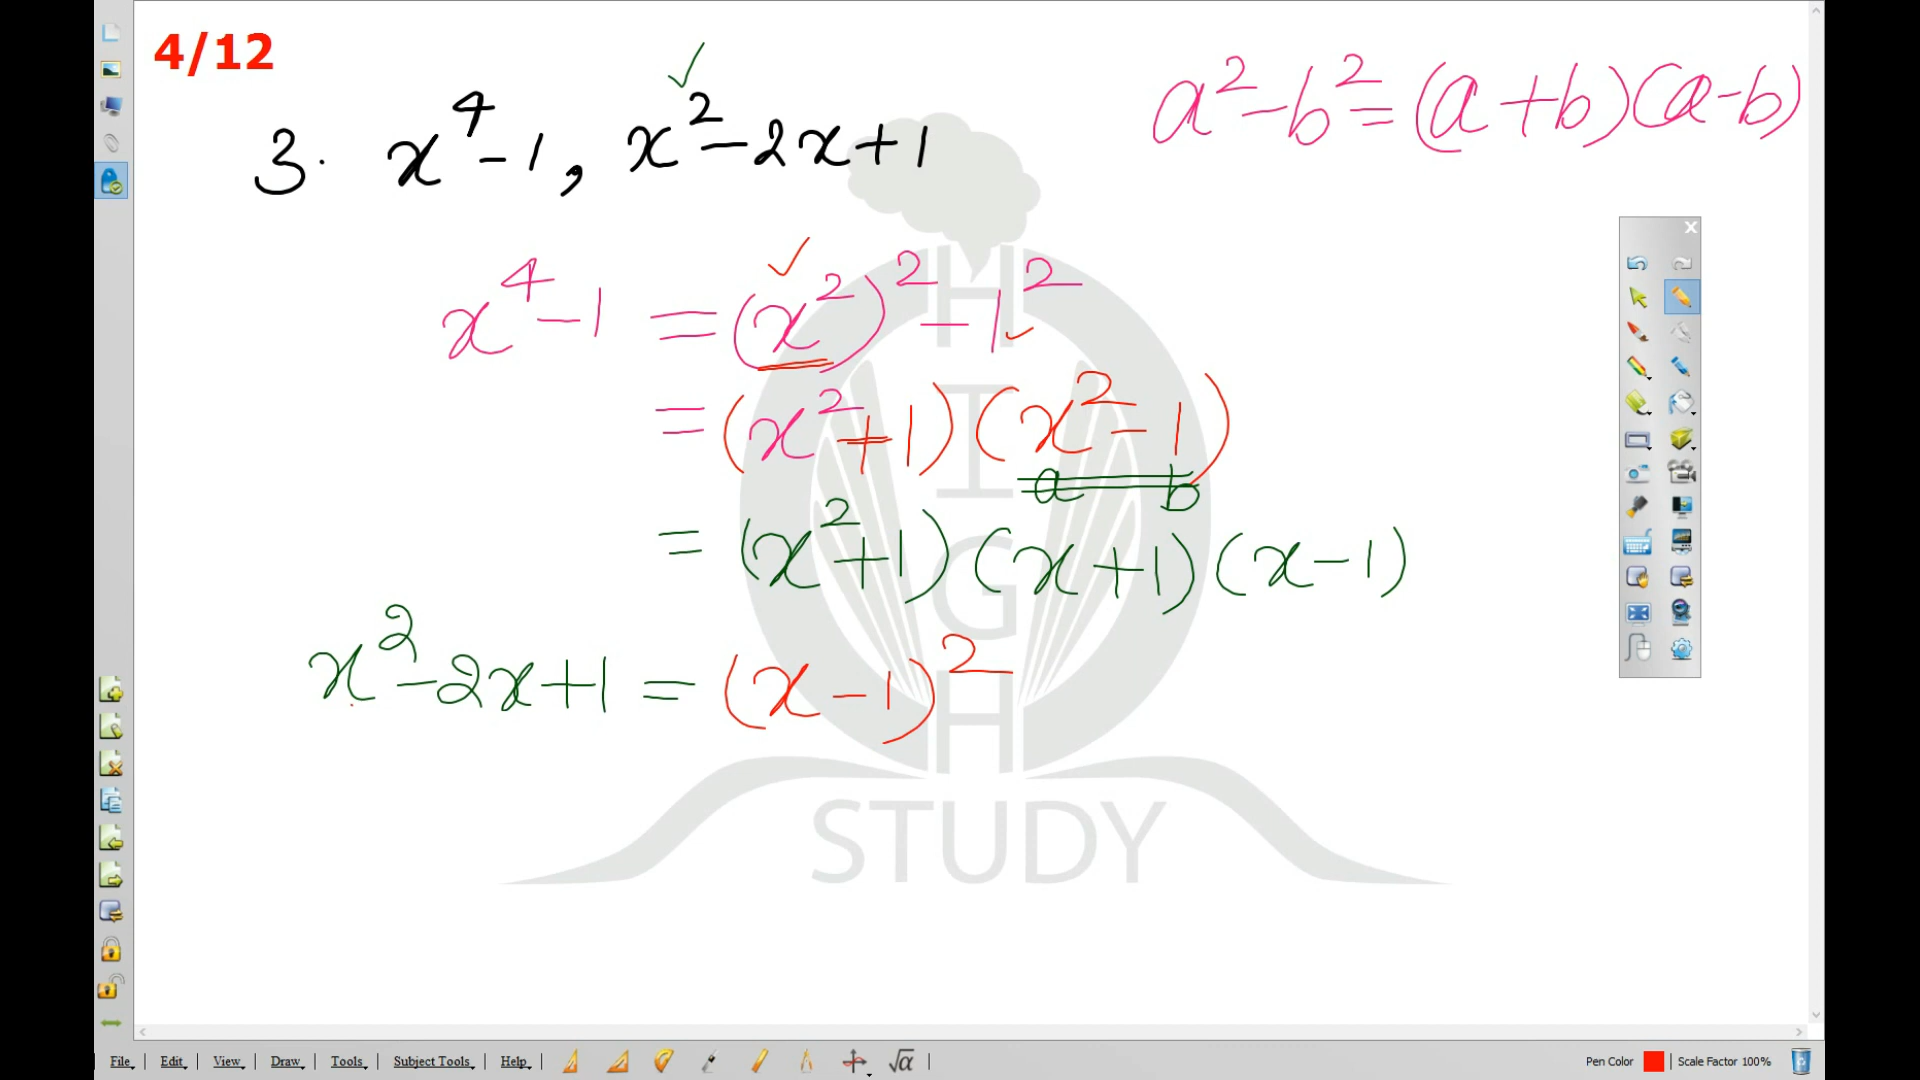 4/12
a²-b²=(a+b)(a-b)
3. x⁴-1, x²-2x+1
x⁴-1 =(x²)²-1²
=(x²+1)(x²-1)
a b
=(x²+1)(x+1)(x-1)
x²-2x+1=(x-1)²
HIGH
STUDY
File Edit View Draw Tools Subject Tools Help
Pen Color Scale Factor 100%